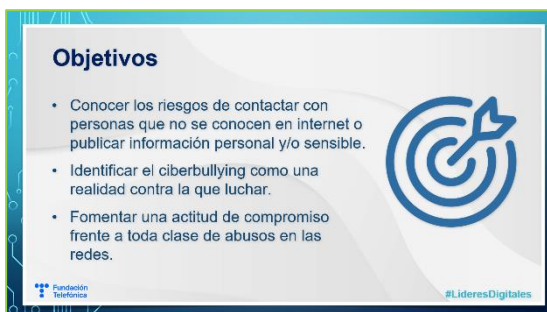 Objetivos
• Conocer los riesgos de contactar con
personas que no se conocen en internet o
publicar información personal y/o sensible.
• Identificar el ciberbullying como una
realidad contra la que luchar.
• Fomentar una actitud de compromiso
frente a toda clase de abusos en las
redes.
Fundación
Telefónica
#LideresDigitales